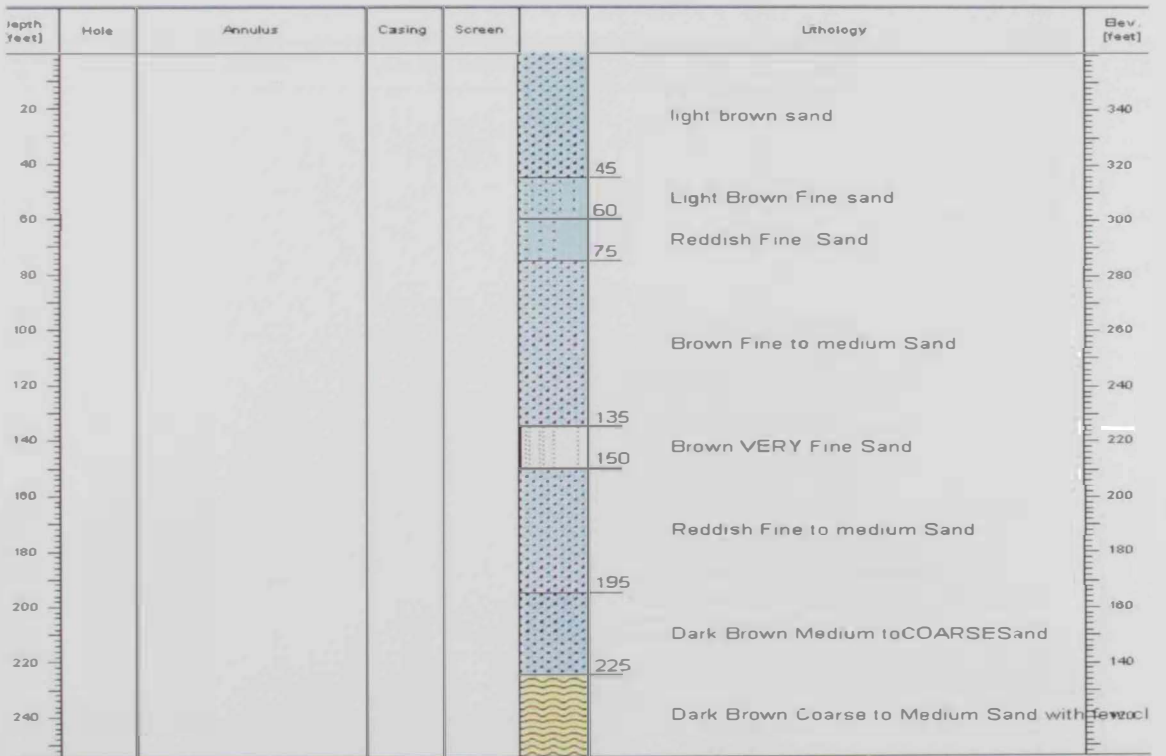 Depth Hole Annulus Casing Screen Lithology Elev.
[feet] [feet]
20 light brown sand 340
40 45 320
Light Brown Fine sand
60 60 300
Reddish Fine Sand
75
80 280
100 260
Brown Fine to medium Sand
120 240
135
140 Brown VERY Fine Sand 220
150
160 200
Reddish Fine to medium Sand
180 180
195
200 160
Dark Brown Medium toCOARSESand
220 225 140
240 Dark Brown Coarse to Medium Sand with few cl